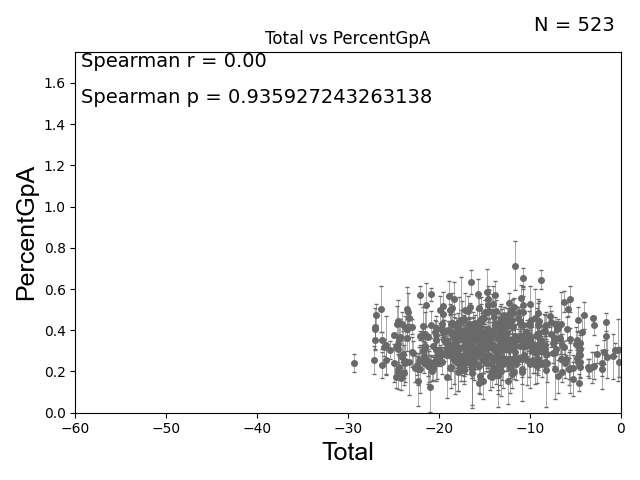 N = 523
Total vs PercentGpA
Spearman r = 0.00
Spearman p = 0.935927243263138
PercentGpA
1.6
1.4
1.2
1.0
0.8
0.6
0.4
0.2
0.0
−60 −50 −40 −30 −20 −10 0
Total